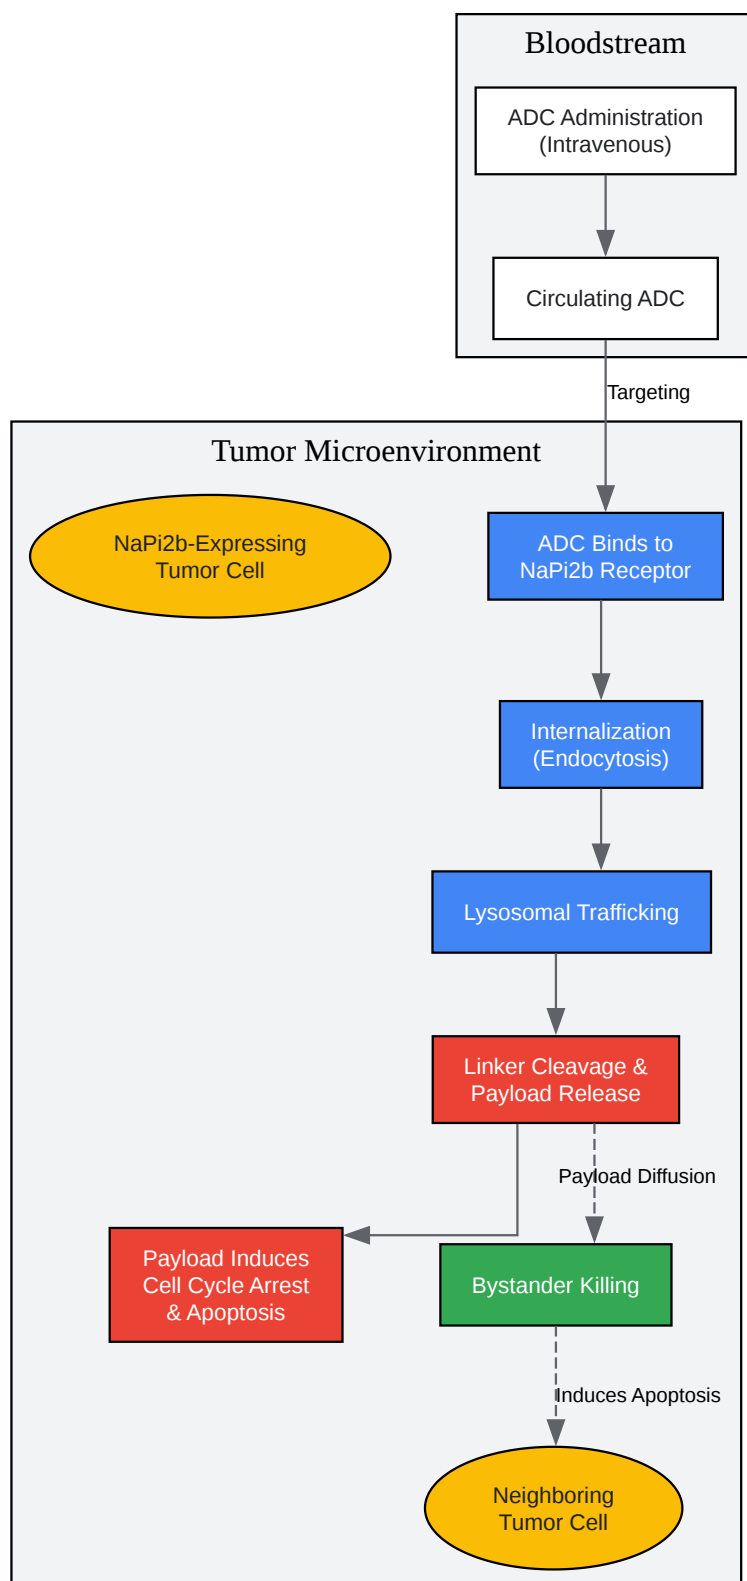 Bloodstream
ADC Administration
(Intravenous)
Circulating ADC
Targeting
Tumor Microenvironment
NaPi2b-Expressing
Tumor Cell
ADC Binds to
NaPi2b Receptor
Internalization
(Endocytosis)
Lysosomal Trafficking
Linker Cleavage &
Payload Release
Payload Diffusion
Payload Induces
Cell Cycle Arrest
& Apoptosis
Bystander Killing
Induces Apoptosis
Neighboring
Tumor Cell